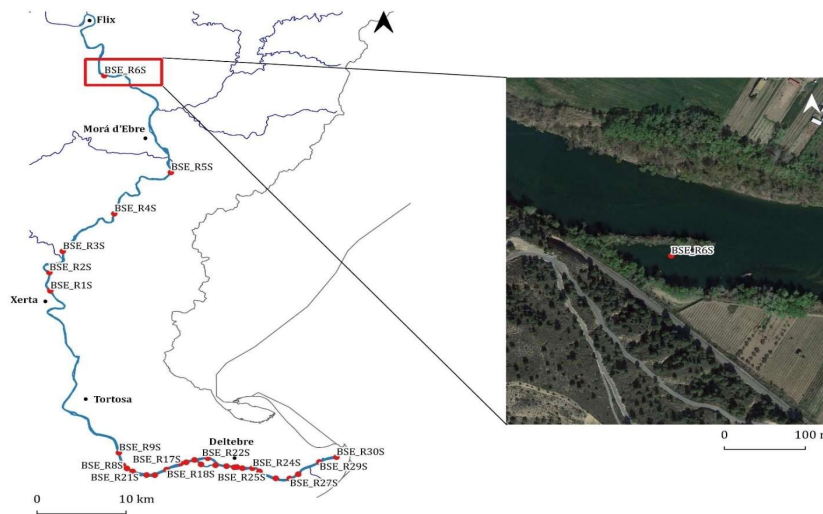 Flix
BSE_R6S
Morá d'Ebre
BSE_R5S
BSE_R4S
BSE_R3S
BSE_R2S
BSE_R1S
Xerta
BSE_R6S
Tortosa
0 100 m
BSE_R9S
Deltebre
BSE_R8S BSE_R17S BSE_R22S BSE_R30S
BSE_R21S BSE_R18S BSE_R24S BSE_R29S
BSE_R25S BSE_R27S
0 10 km